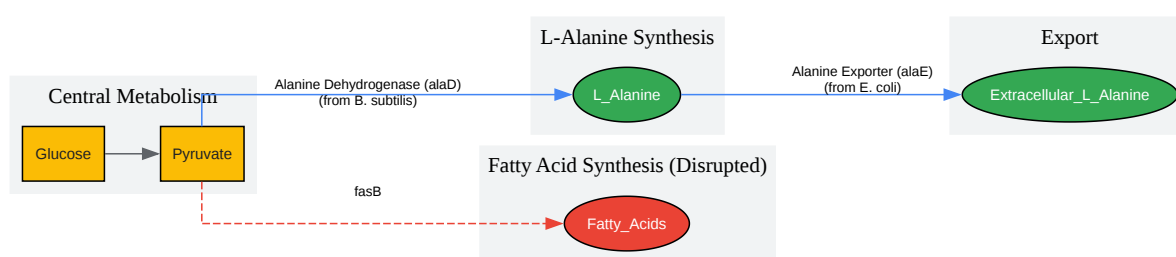 Central Metabolism
Glucose
Pyruvate
Alanine Dehydrogenase (alaD)
(from B. subtilis)
L-Alanine Synthesis
L_Alanine
Alanine Exporter (alaE)
(from E. coli)
Export
Extracellular_L_Alanine
fasB
Fatty Acid Synthesis (Disrupted)
Fatty_Acids